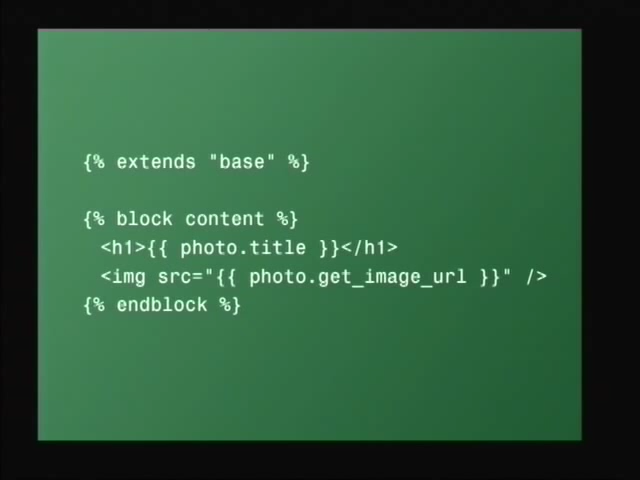 {% extends "base" %}
{% block content %}
<h1>{{ photo.title }}</h1>
<img src="{{ photo.get_image_url }}" />
{% endblock %}